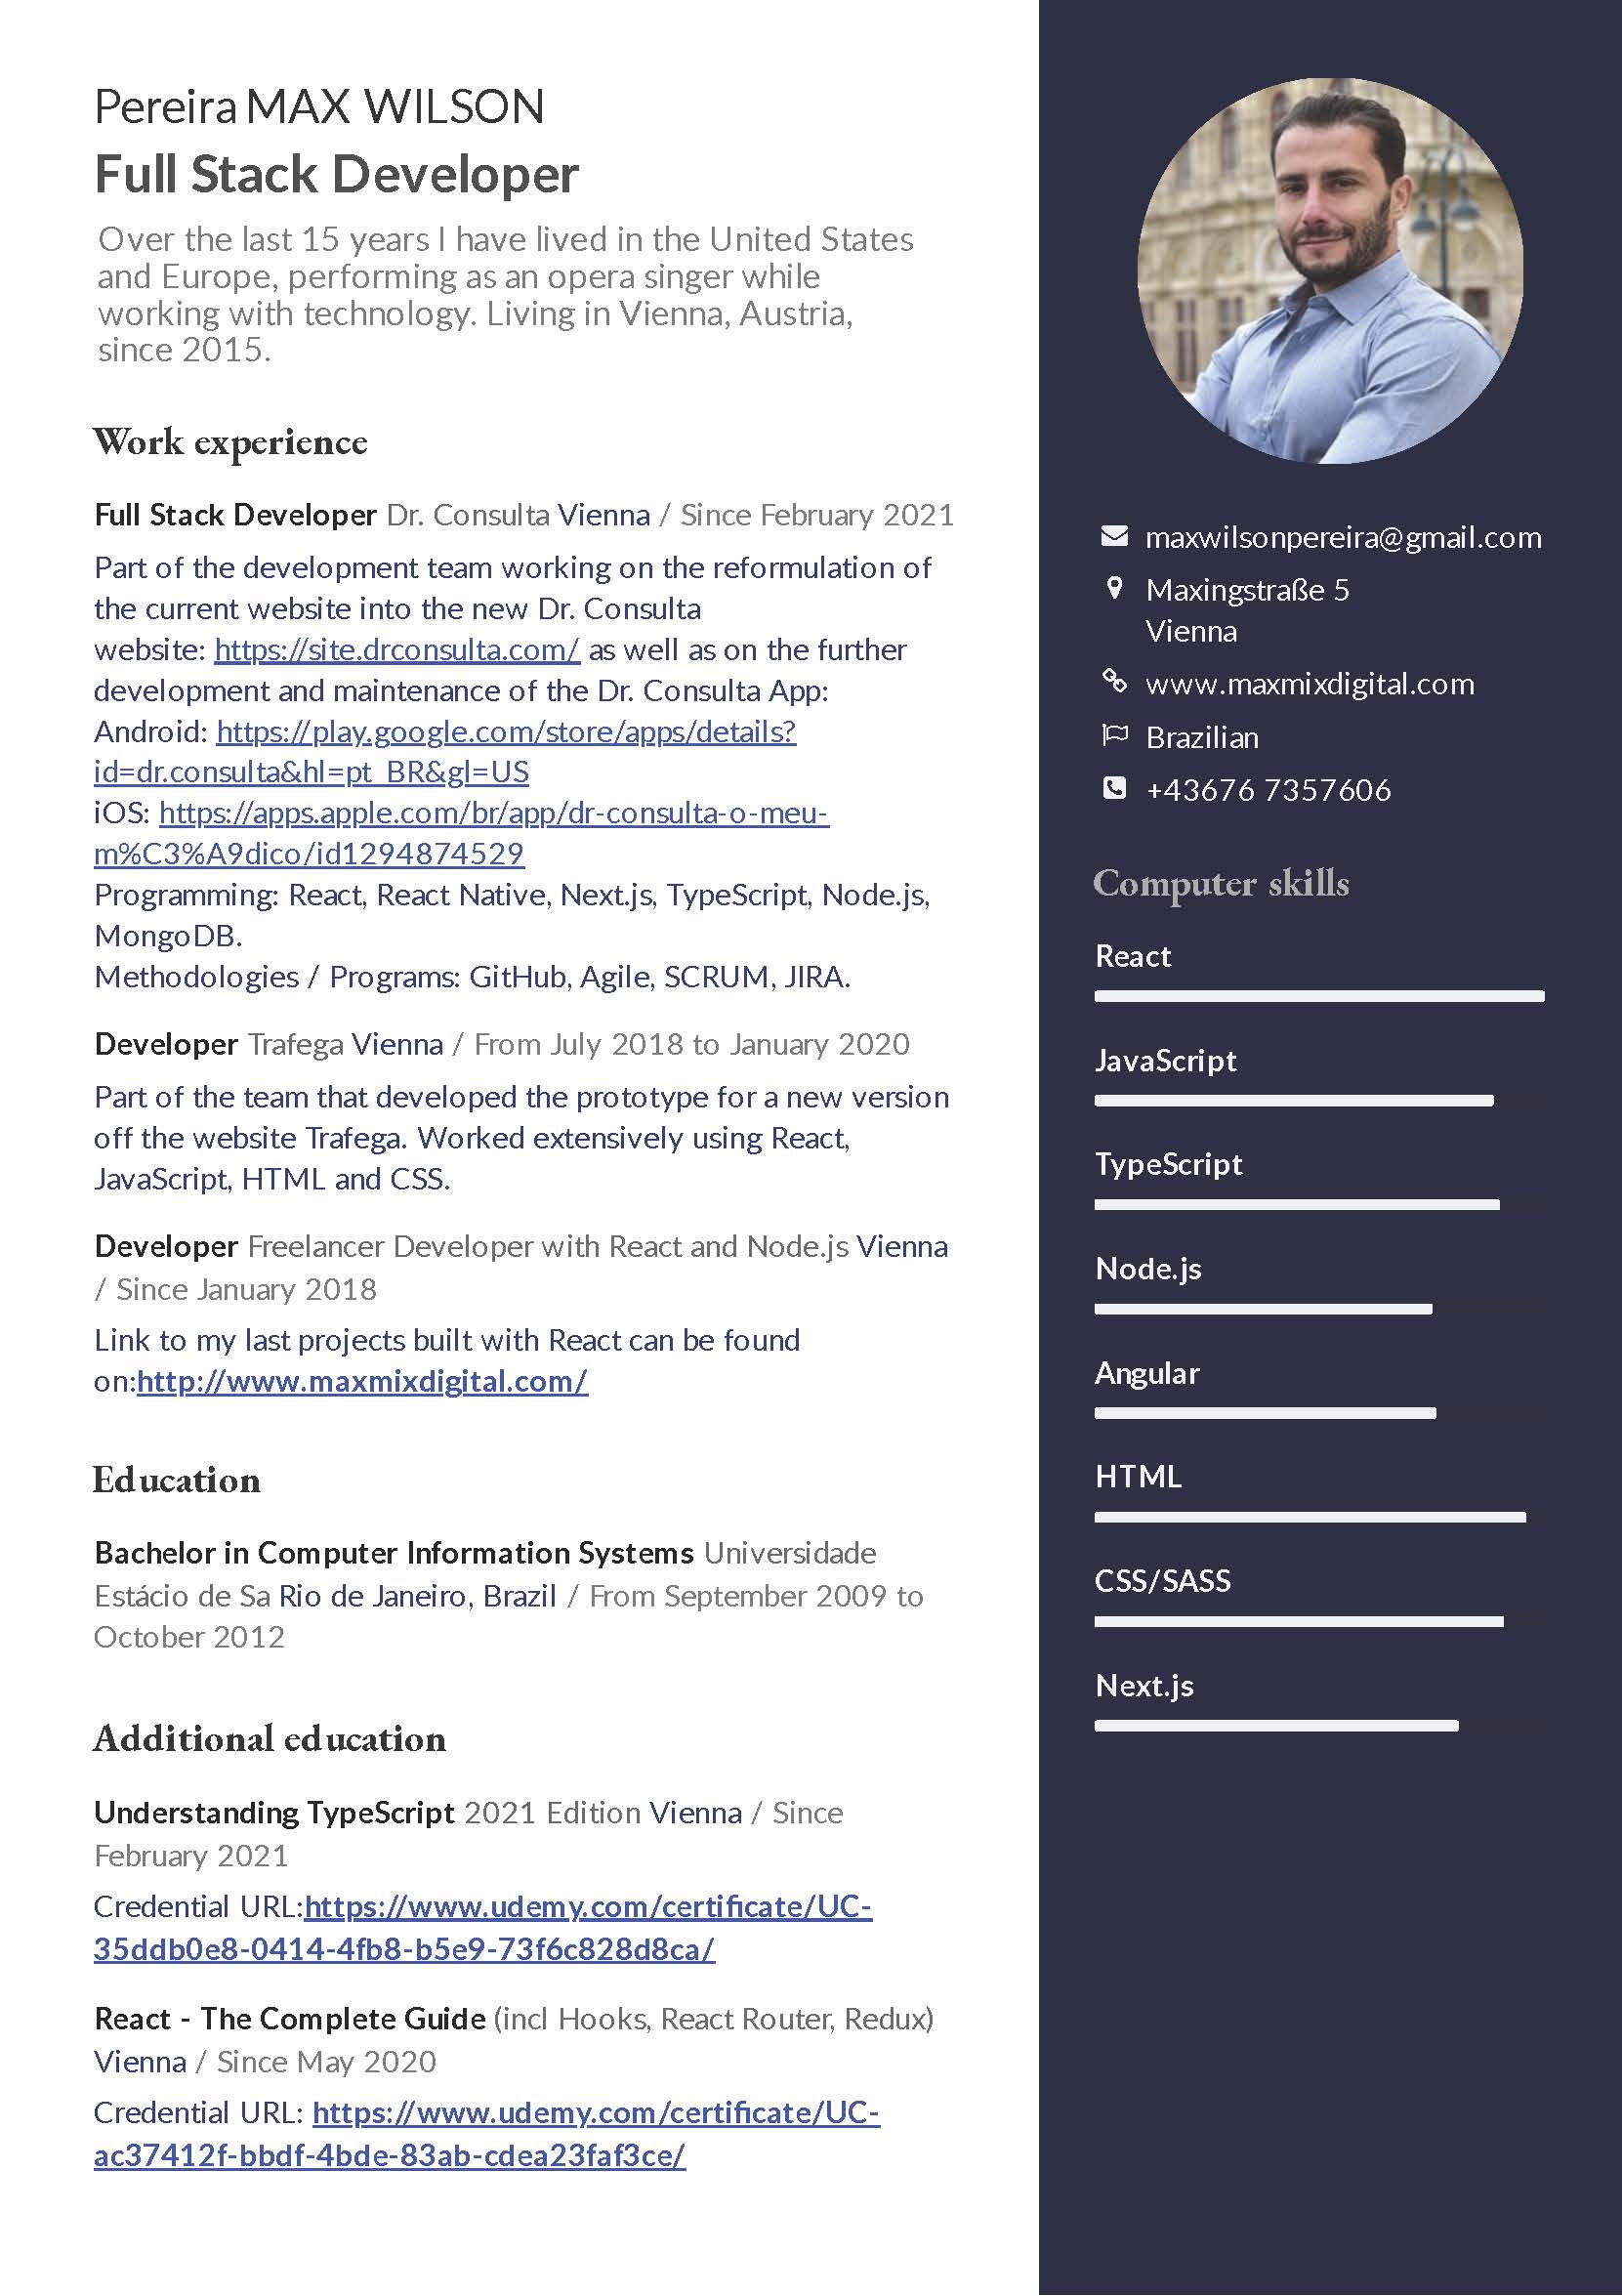 Pereira MAX WILSON
Full Stack Developer
Over the last 15 years I have lived in the United States
and Europe, performing as an opera singer while
working with technology. Living in Vienna, Austria,
since 2015.
Work experience
Full Stack Developer Dr. Consulta Vienna / Since February 2021
Part of the development team working on the reformulation of
the current website into the new Dr. Consulta
website: https://site.drconsulta.com/ as well as on the further
development and maintenance of the Dr. Consulta App:
Android: https://play.google.com/store/apps/details?
id=dr.consulta&hl=pt_BR&gl=US
iOS: https://apps.apple.com/br/app/dr-consulta-o-meu-
m%C3%A9dico/id1294874529
Programming: React, React Native, Next.js, TypeScript, Node.js,
MongoDB.
Methodologies / Programs: GitHub, Agile, SCRUM, JIRA.
Developer Trafega Vienna / From July 2018 to January 2020
Part of the team that developed the prototype for a new version
off the website Trafega. Worked extensively using React,
JavaScript, HTML and CSS.
Developer Freelancer Developer with React and Node.js Vienna
/ Since January 2018
Link to my last projects built with React can be found
on:http://www.maxmixdigital.com/
Education
Bachelor in Computer Information Systems Universidade
Estácio de Sa Rio de Janeiro, Brazil / From September 2009 to
October 2012
Additional education
Understanding TypeScript 2021 Edition Vienna / Since
February 2021
Credential URL:https://www.udemy.com/certificate/UC-
35ddb0e8-0414-4fb8-b5e9-73f6c828d8ca/
React - The Complete Guide (incl Hooks, React Router, Redux)
Vienna / Since May 2020
Credential URL: https://www.udemy.com/certificate/UC-
ac37412f-bbdf-4bde-83ab-cdea23faf3ce/
maxwilsonpereira@gmail.com
Maxingstraße 5
Vienna
www.maxmixdigital.com
Brazilian
+43676 7357606
Computer skills
React
JavaScript
TypeScript
Node.js
Angular
HTML
CSS/SASS
Next.js